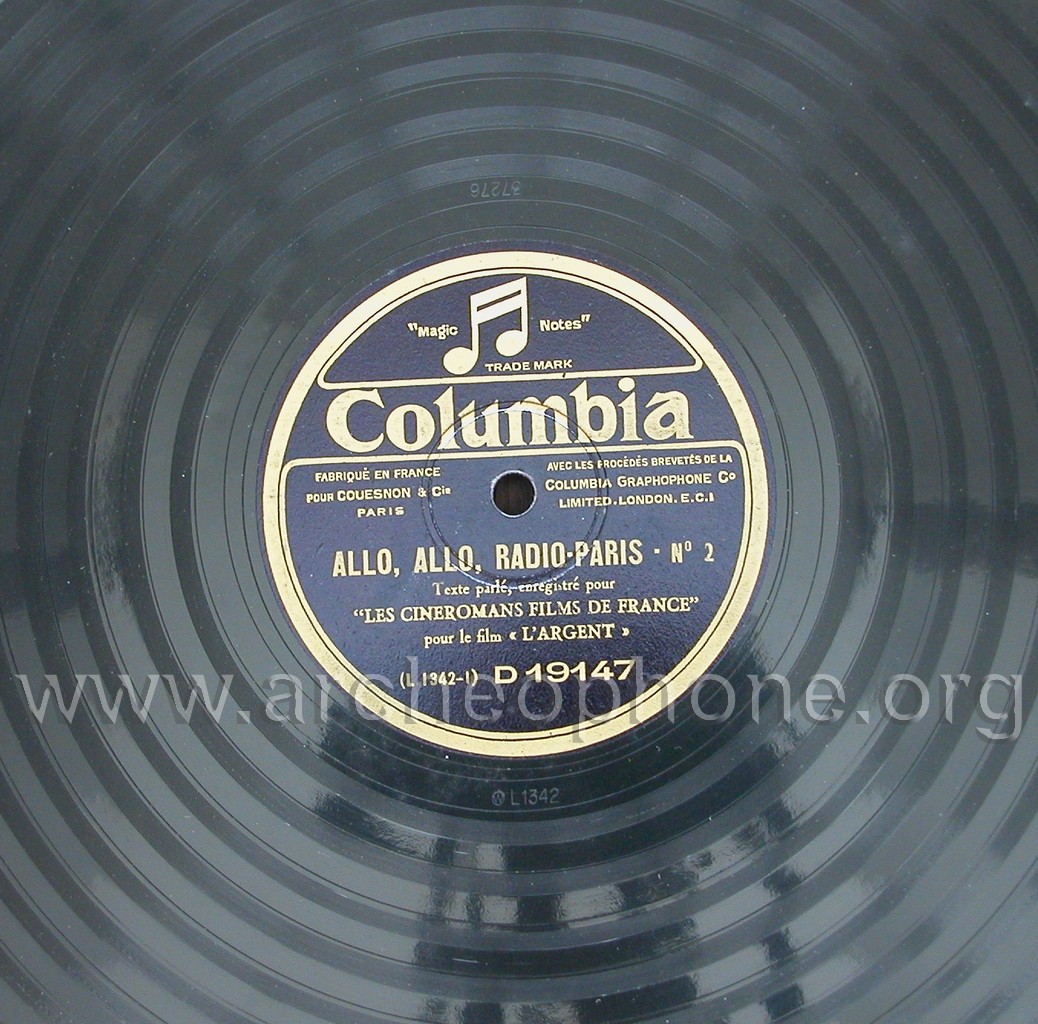 37276
"Magic Notes"
TRADE MARK
Columbia
FABRIQUÉ EN FRANCE
POUR COUESNON & Cie
PARIS
AVEC LES PROCÉDÉS BREVETÉS DE LA
COLUMBIA GRAPHOPHONE Co
LIMITED.LONDON.E.C.I
ALLO, ALLO, RADIO-PARIS · No 2
Texte parlé, enregistré pour
"LES CINEROMANS FILMS DE FRANCE"
pour le film « L'ARGENT »
(L 1342-1) D 19147
www.archeophone.org
W L1342